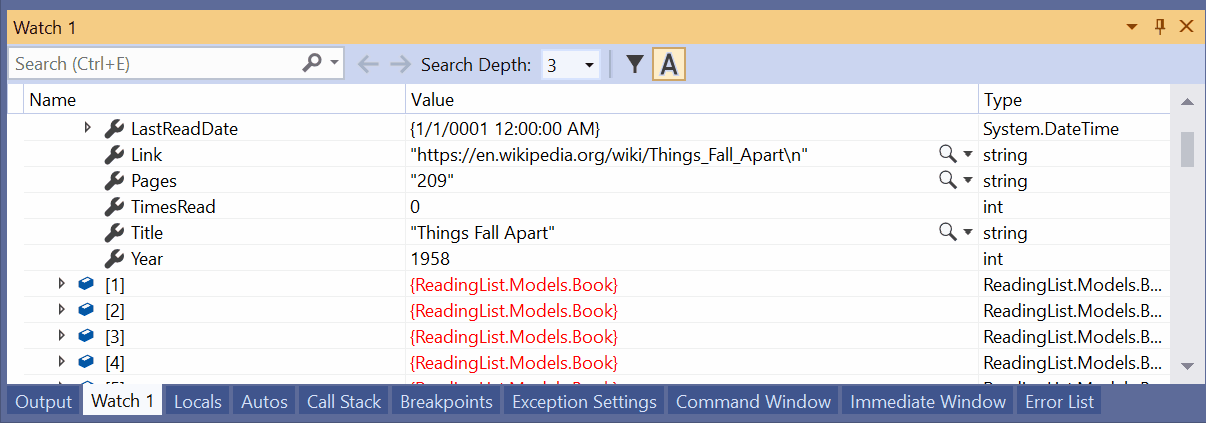 Watch 1
Search (Ctrl+E) Search Depth: 3 A
Name Value Type
LastReadDate {1/1/0001 12:00:00 AM} System.DateTime
Link "https://en.wikipedia.org/wiki/Things_Fall_Apart\n" string
Pages "209" string
TimesRead 0 int
Title "Things Fall Apart" string
Year 1958 int
[1] {ReadingList.Models.Book} ReadingList.Models.B...
[2] {ReadingList.Models.Book} ReadingList.Models.B...
[3] {ReadingList.Models.Book} ReadingList.Models.B...
[4] {ReadingList.Models.Book} ReadingList.Models.B...
Output Watch 1 Locals Autos Call Stack Breakpoints Exception Settings Command Window Immediate Window Error List